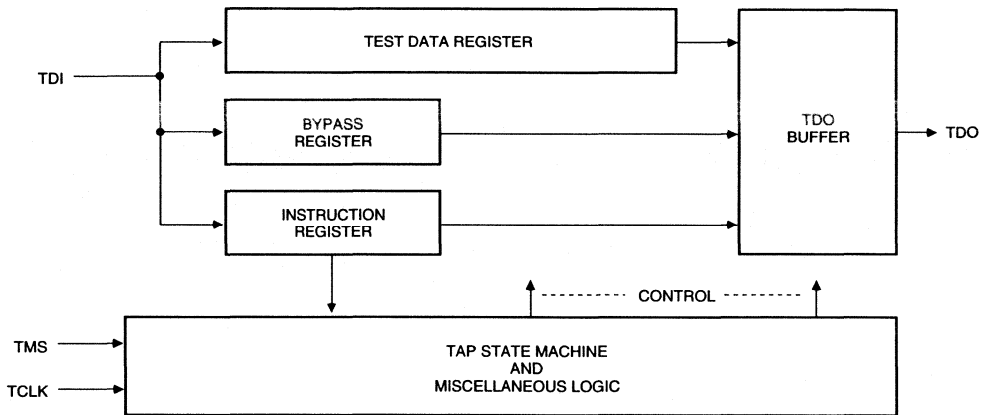 TEST DATA REGISTER
TDI
BYPASS
REGISTER
TDO
BUFFER
TDO
INSTRUCTION
REGISTER
CONTROL
TMS
TCLK
TAP STATE MACHINE
AND
MISCELLANEOUS LOGIC